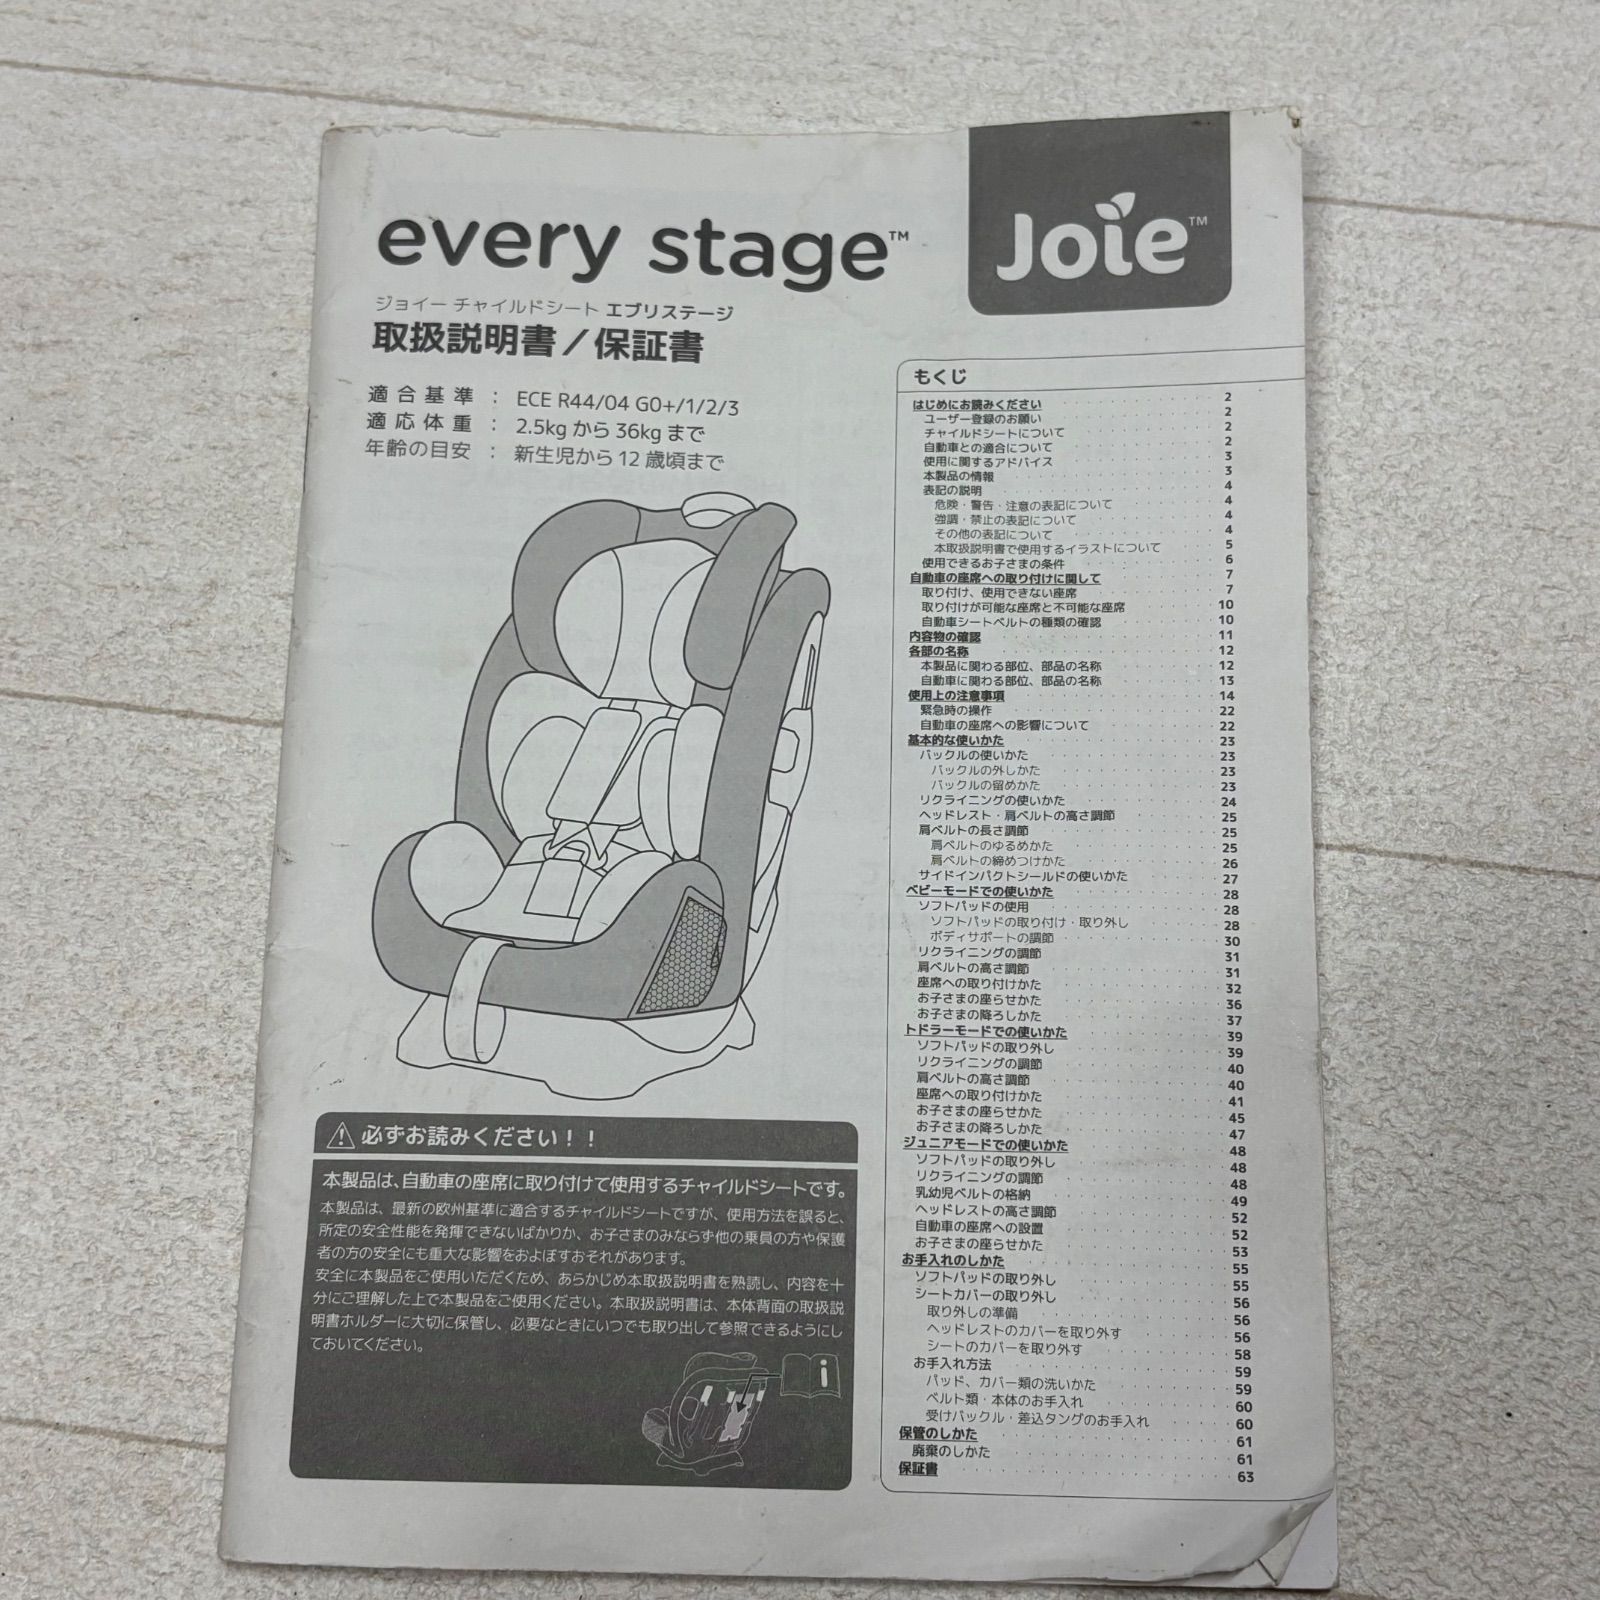 every stage™
Joie™
ジョイー チャイルドシート エブリステージ
取扱説明書／保証書
適合基準 ： ECE R44/04 G0+/1/2/3
適応体重 ： 2.5kg から 36kg まで
年齢の目安 ： 新生児から 12 歳頃まで
⚠ 必ずお読みください！！
本製品は、自動車の座席に取り付けて使用するチャイルドシートです。
本製品は、最新の欧州基準に適合するチャイルドシートですが、使用方法を誤ると、
所定の安全性能を発揮できないばかりか、お子さまのみならず他の乗員の方や保護
者の方の安全にも重大な影響をおよぼすおそれがあります。
安全に本製品をご使用いただくため、あらかじめ本取扱説明書を熟読し、内容を十
分にご理解した上で本製品をご使用ください。本取扱説明書は、本体背面の取扱説
明書ホルダーに大切に保管し、必要なときにいつでも取り出して参照できるようにし
ておいてください。
i
もくじ
はじめにお読みください 2
ユーザー登録のお願い 2
チャイルドシートについて 2
自動車との適合について 2
使用に関するアドバイス 3
本製品の情報 3
表記の説明 4
危険・警告・注意の表記について 4
強調・禁止の表記について 4
その他の表記について 4
本取扱説明書で使用するイラストについて 5
使用できるお子さまの条件 6
自動車の座席への取り付けに関して 7
取り付け、使用できない座席 7
取り付けが可能な座席と不可能な座席 10
自動車シートベルトの種類の確認 10
内容物の確認 11
各部の名称 12
本製品に関わる部位、部品の名称 12
自動車に関わる部位、部品の名称 13
使用上の注意事項 14
緊急時の操作 22
自動車の座席への影響について 22
基本的な使いかた 23
バックルの使いかた 23
バックルの外しかた 23
バックルの留めかた 23
リクライニングの使いかた 24
ヘッドレスト・肩ベルトの高さ調節 25
肩ベルトの長さ調節 25
肩ベルトのゆるめかた 25
肩ベルトの締めつけかた 26
サイドインパクトシールドの使いかた 27
ベビーモードでの使いかた 28
ソフトパッドの使用 28
ソフトパッドの取り付け・取り外し 28
ボディサポートの調節 30
リクライニングの調節 31
肩ベルトの高さ調節 31
座席への取り付けかた 32
お子さまの座らせかた 36
お子さまの降ろしかた 37
トドラーモードでの使いかた 39
ソフトパッドの取り外し 39
リクライニングの調節 40
肩ベルトの高さ調節 40
座席への取り付けかた 41
お子さまの座らせかた 45
お子さまの降ろしかた 47
ジュニアモードでの使いかた 48
ソフトパッドの取り外し 48
リクライニングの調節 48
乳幼児ベルトの格納 49
ヘッドレストの高さ調節 52
自動車の座席への設置 52
お子さまの座らせかた 53
お手入れのしかた 55
ソフトパッドの取り外し 55
シートカバーの取り外し 56
取り外しの準備 56
ヘッドレストのカバーを取り外す 56
シートのカバーを取り外す 58
お手入れ方法 59
パッド、カバー類の洗いかた 59
ベルト類・本体のお手入れ 60
受けバックル・差込タングのお手入れ 60
保管のしかた 61
廃棄のしかた 61
保証書 63